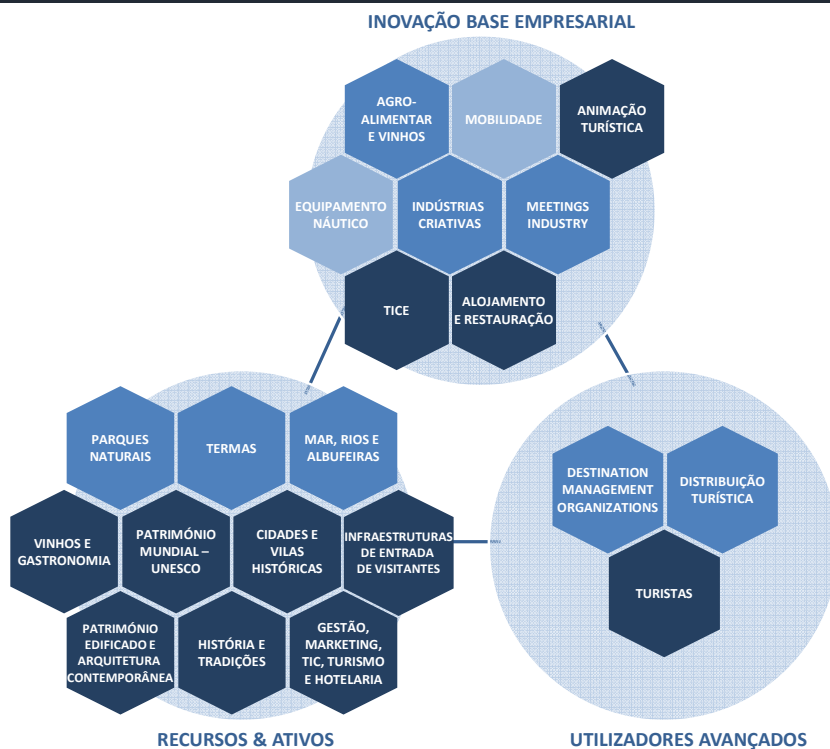 INOVAÇÃO BASE EMPRESARIAL
AGRO-
ALIMENTAR
E VINHOS
MOBILIDADE
ANIMAÇÃO
TURÍSTICA
EQUIPAMENTO
NÁUTICO
INDÚSTRIAS
CRIATIVAS
MEETINGS
INDUSTRY
TICE
ALOJAMENTO
E RESTAURAÇÃO
PARQUES
NATURAIS
TERMAS
MAR, RIOS E
ALBUFEIRAS
VINHOS E
GASTRONOMIA
PATRIMÓNIO
MUNDIAL –
UNESCO
CIDADES E
VILAS
HISTÓRICAS
INFRAESTRUTURAS
DE ENTRADA
DE VISITANTES
PATRIMÓNIO
EDIFICADO E
ARQUITETURA
CONTEMPORÂNEA
HISTÓRIA E
TRADIÇÕES
GESTÃO,
MARKETING,
TIC, TURISMO
E HOTELARIA
RECURSOS & ATIVOS
DESTINATION
MANAGEMENT
ORGANIZATIONS
DISTRIBUIÇÃO
TURÍSTICA
TURISTAS
UTILIZADORES AVANÇADOS